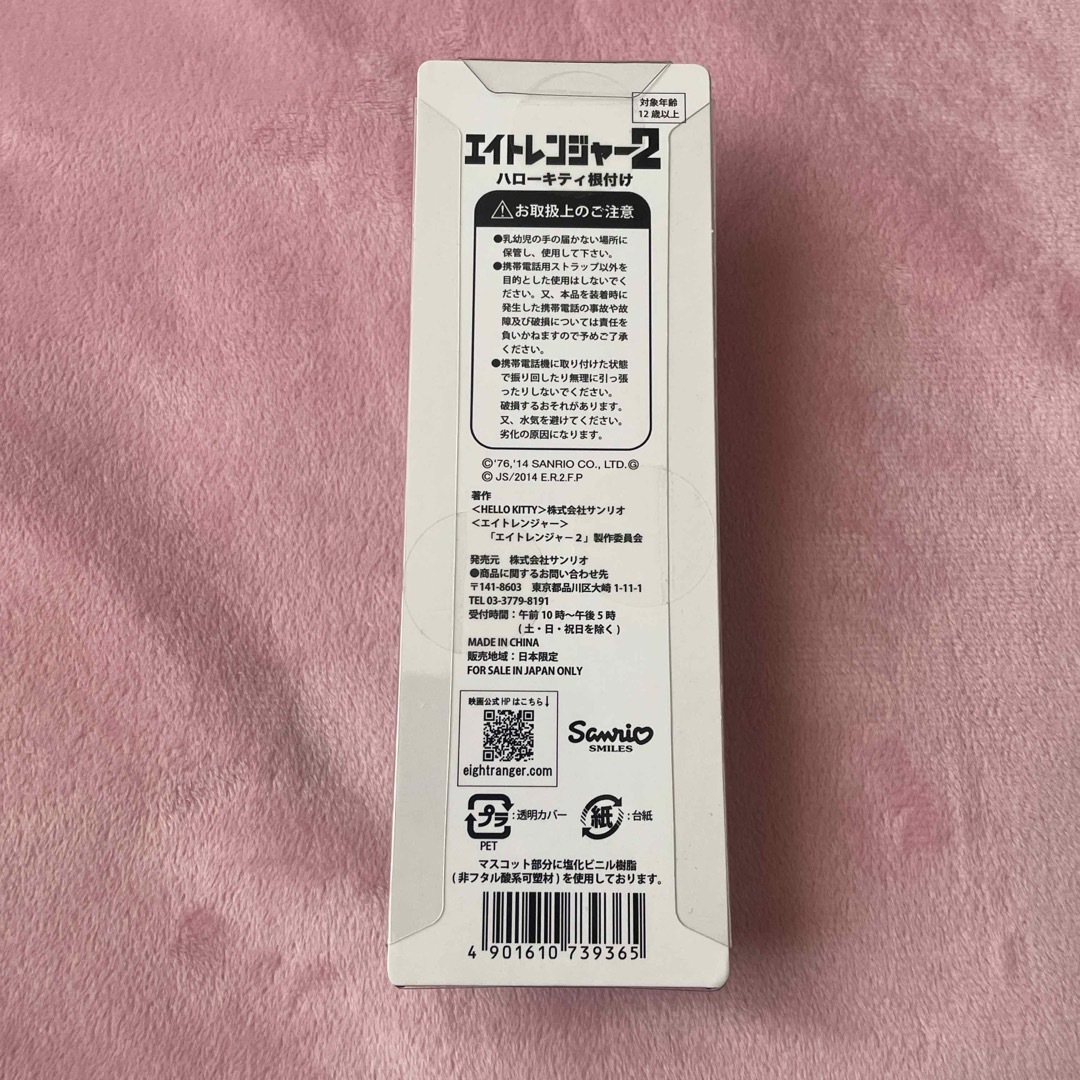 対象年齢
12歳以上
エイトレンジャー2
ハローキティ根付け
お取扱上のご注意
●乳幼児の手の届かない場所に
保管し、使用して下さい。
●携帯電話用ストラップ以外を
目的とした使用はしないでく
ださい。又、本品を装着時に
発生した携帯電話の事故や故
障及び破損については責任を
負いかねますので予めご了承
ください。
●携帯電話機に取り付けた状態
で振り回したり無理に引っ張
ったりしないでください。
破損するおそれがあります。
又、水気を避けてください。
劣化の原因になります。
©'76,'14 SANRIO CO., LTD.Ⓖ
© JS/2014 E.R.2.F.P
著作
＜HELLO KITTY＞株式会社サンリオ
＜エイトレンジャー＞
「エイトレンジャー2」製作委員会
発売元　株式会社サンリオ
●商品に関するお問い合わせ先
〒141-8603　東京都品川区大崎 1-11-1
TEL 03-3779-8191
受付時間：午前10時～午後5時
(土・日・祝日を除く)
MADE IN CHINA
販売地域：日本限定
FOR SALE IN JAPAN ONLY
映画公式HPはこちら↓
eightranger.com
Sanrio
SMILES
プラ：透明カバー
PET
紙：台紙
マスコット部分に塩化ビニル樹脂
(非フタル酸系可塑材)を使用しております。
4 901610 739365